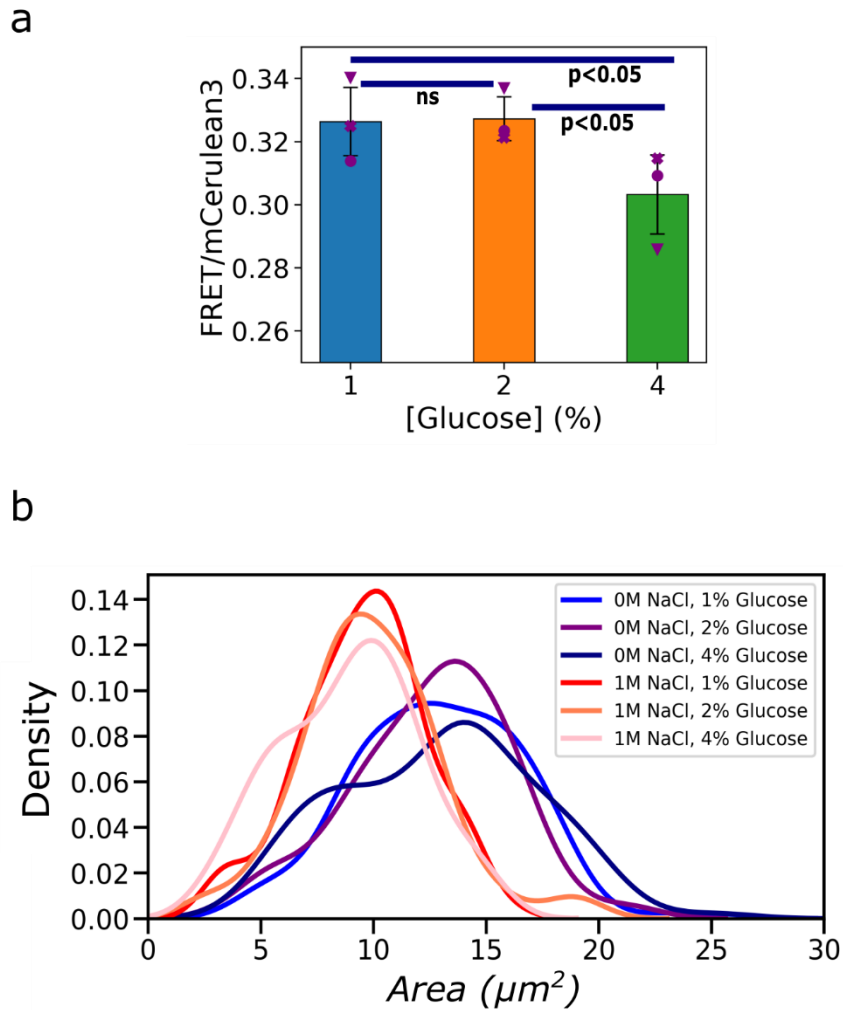 a
0.34
0.32
0.30
0.28
0.26
FRET/mCerulean3
p<0.05
ns
p<0.05
1 2 4
[Glucose] (%)
b
0.14
0.12
0.10
0.08
0.06
0.04
0.02
0.00
Density
0M NaCl, 1% Glucose
0M NaCl, 2% Glucose
0M NaCl, 4% Glucose
1M NaCl, 1% Glucose
1M NaCl, 2% Glucose
1M NaCl, 4% Glucose
0 5 10 15 20 25 30
Area (μm²)